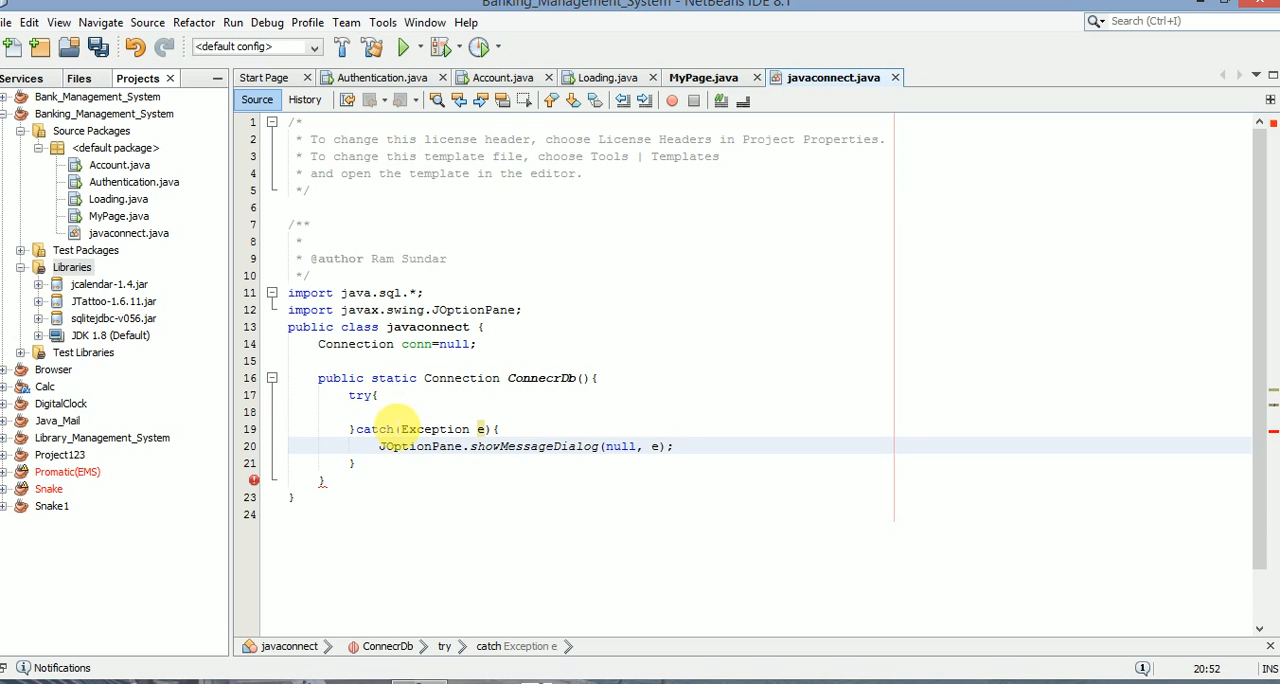 Banking_Management_System - NetBeans IDE 8.1
ile Edit View Navigate Source Refactor Run Debug Profile Team Tools Window Help
Search (Ctrl+I)
<default config>
Services Files Projects
Start Page Authentication.java Account.java Loading.java MyPage.java javaconnect.java
Source History
Bank_Management_System
Banking_Management_System
Source Packages
<default package>
Account.java
Authentication.java
Loading.java
MyPage.java
javaconnect.java
Test Packages
Libraries
jcalendar-1.4.jar
JTattoo-1.6.11.jar
sqlitejdbc-v056.jar
JDK 1.8 (Default)
Test Libraries
Browser
Calc
DigitalClock
Java_Mail
Library_Management_System
Project123
Promatic(EMS)
Snake
Snake1
1 /*
2 * To change this license header, choose License Headers in Project Properties.
3 * To change this template file, choose Tools | Templates
4 * and open the template in the editor.
5 */
6
7 /**
8 *
9 * @author Ram Sundar
10 */
11 import java.sql.*;
12 import javax.swing.JOptionPane;
13 public class javaconnect {
14 Connection conn=null;
15
16 public static Connection ConnecrDb(){
17 try{
18
19 }catch(Exception e){
20 JOptionPane.showMessageDialog(null, e);
21 }
}
23 }
24
javaconnect ConnecrDb try catch Exception e
Notifications
1
20:52 INS